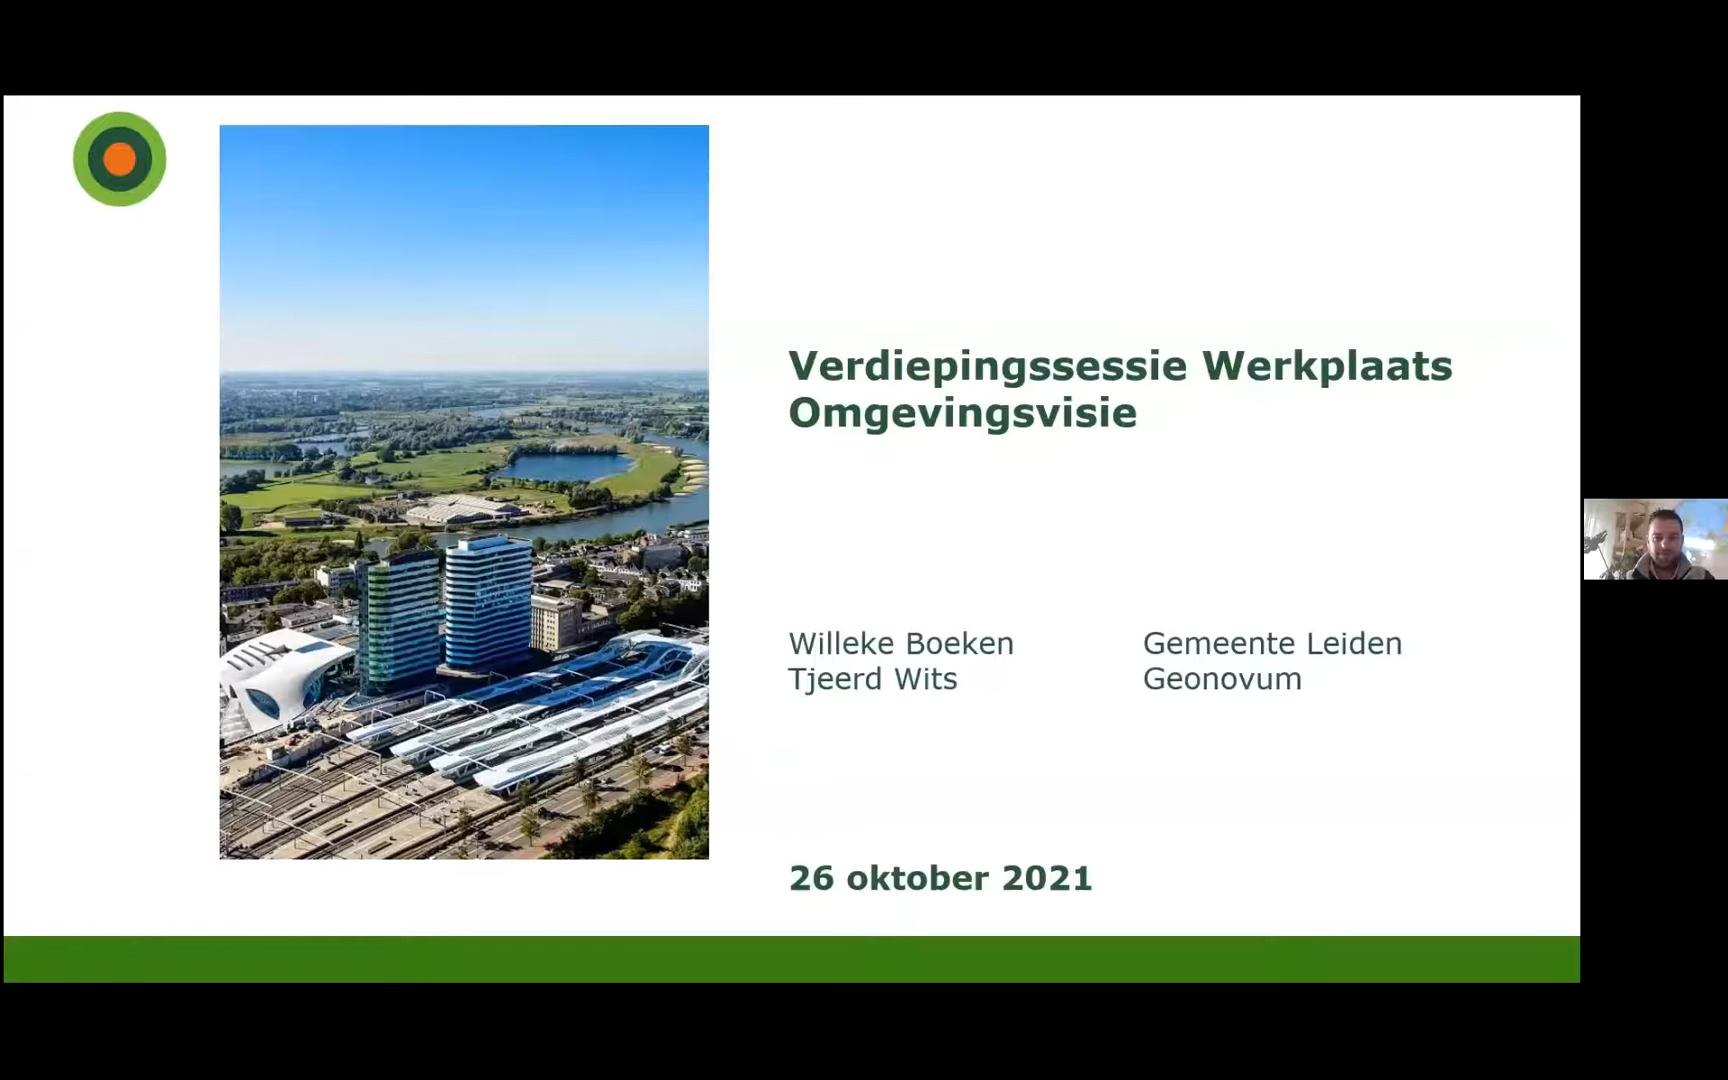 Verdiepingssessie Werkplaats
Omgevingsvisie
Willeke Boeken Gemeente Leiden
Tjeerd Wits Geonovum
26 oktober 2021